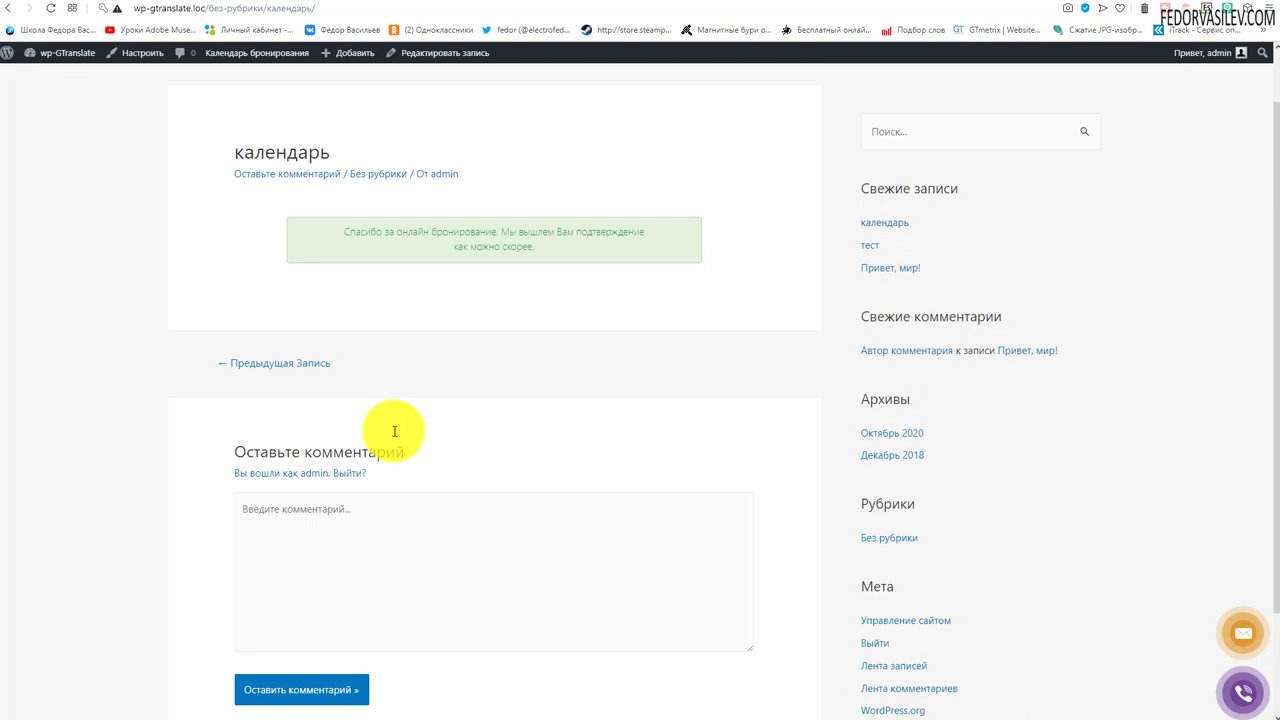 wp-gtranslate.loc/без-рубрики/календарь/
FEDORVASILEV.COM
Школа Федора Вас...
Уроки Adobe Muse...
Личный кабинет -...
Федор Васильев
(2) Одноклассники
fedor (@electrofed...
http://store.steamp...
Магнитные бури о...
Бесплатный онлай...
Подбор слов
GTmetrix | Website...
Сжатие JPG-изобр...
iTrack - Сервис оп...
wp-GTranslate
Настроить
0
Календарь бронирования
Добавить
Редактировать запись
Привет, admin
календарь
Оставьте комментарий / Без рубрики / От admin
Спасибо за онлайн бронирование. Мы вышлем Вам подтверждение
как можно скорее.
← Предыдущая Запись
Оставьте комментарий
Вы вошли как admin. Выйти?
Введите комментарий...
Оставить комментарий »
Поиск...
Свежие записи
календарь
тест
Привет, мир!
Свежие комментарии
Автор комментария к записи Привет, мир!
Архивы
Октябрь 2020
Декабрь 2018
Рубрики
Без рубрики
Мета
Управление сайтом
Выйти
Лента записей
Лента комментариев
WordPress.org